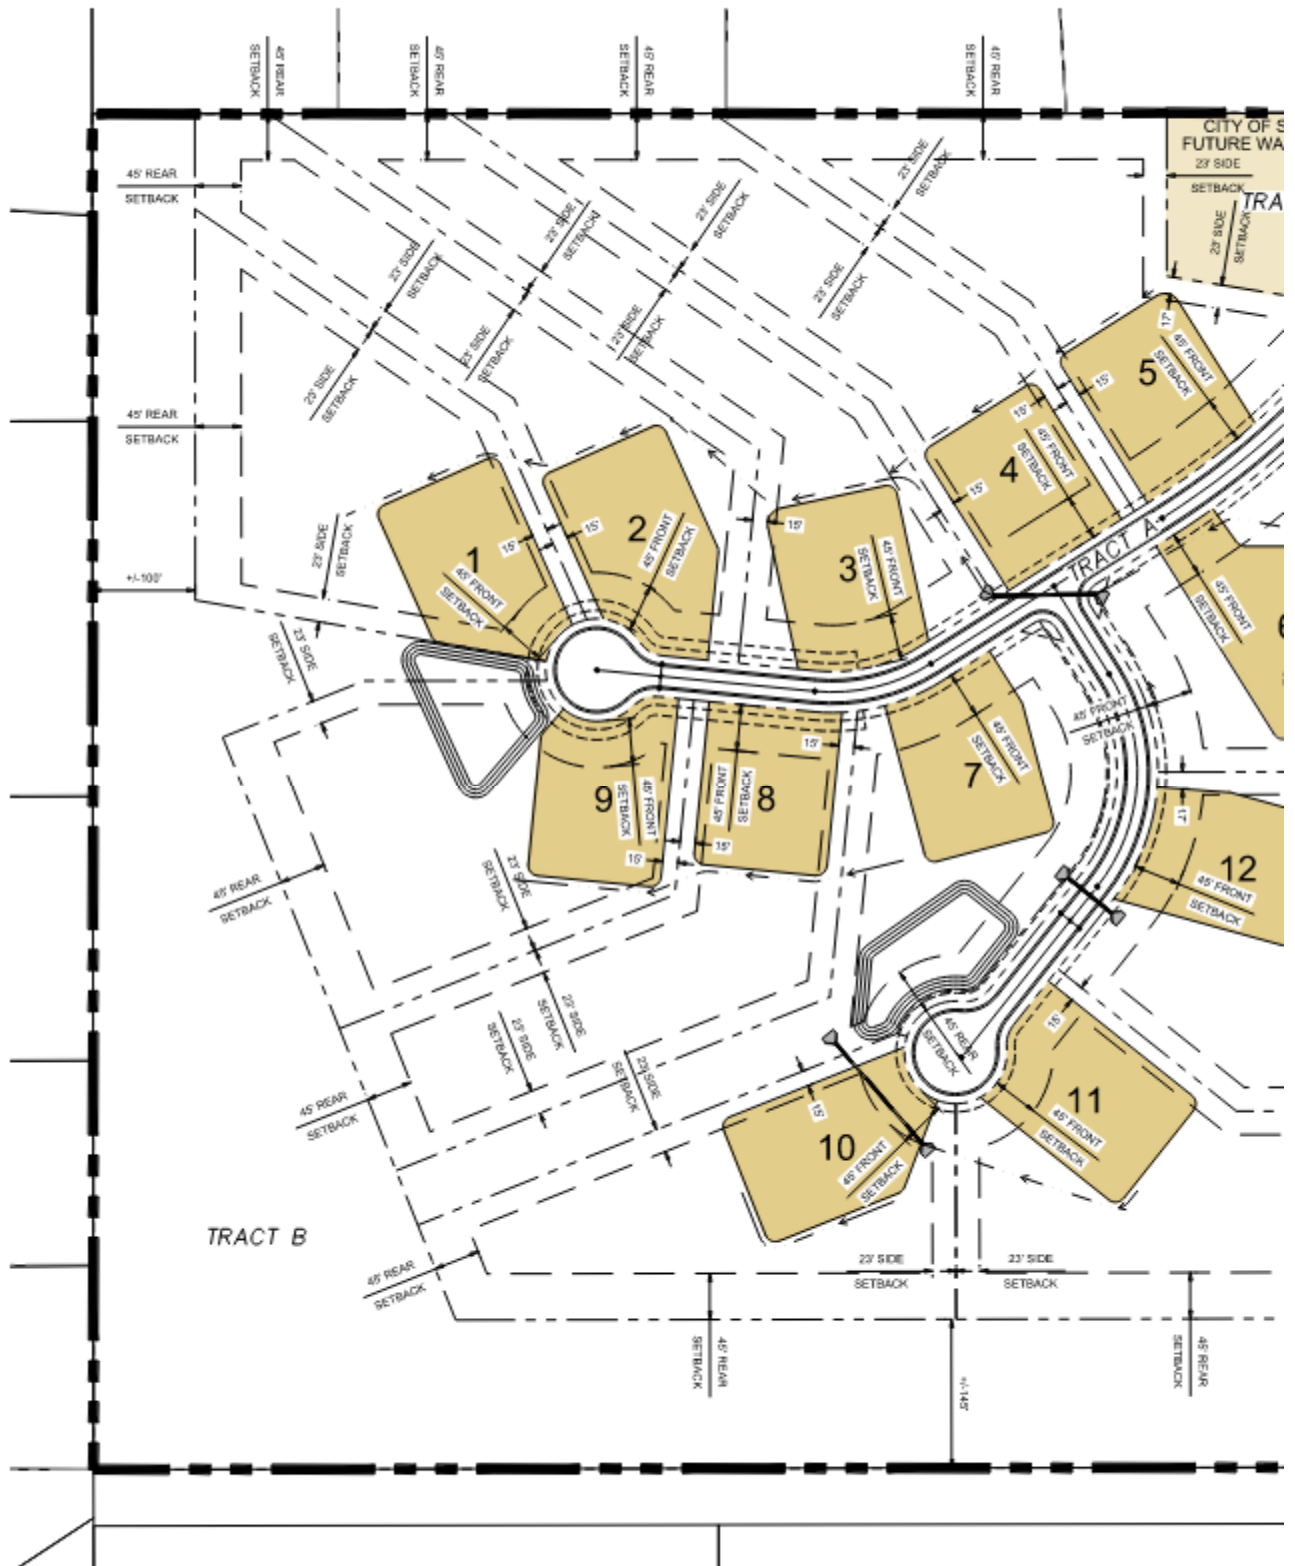 45' REAR
SETBACK
45' REAR
SETBACK
45' REAR
SETBACK
45' REAR
SETBACK
CITY OF S
FUTURE WA
23' SIDE
SETBACK
TRA
23' SIDE
SETBACK
45' REAR
SETBACK
23' SIDE
SETBACK
23' SIDE
SETBACK
23' SIDE
SETBACK
23' SIDE
SETBACK
23' SIDE
SETBACK
23' SIDE
SETBACK
23' SIDE
SETBACK
23' SIDE
SETBACK
45' REAR
SETBACK
17'
5
45' FRONT
SETBACK
15'
15'
4
45' FRONT
SETBACK
15'
1
15'
45' FRONT
SETBACK
2
15'
45' FRONT
SETBACK
3
15'
45' FRONT
SETBACK
TRACT A
23' SIDE
SETBACK
+/-100'
23' SIDE
SETBACK
45' FRONT
SETBACK
6
45' FRONT
SETBACK
7
45' FRONT
SETBACK
9
45' FRONT
SETBACK
15'
8
45' FRONT
SETBACK
15'
15'
17'
12
45' FRONT
SETBACK
45' REAR
SETBACK
23' SIDE
SETBACK
23' SIDE
SETBACK
23' SIDE
SETBACK
23' SIDE
SETBACK
45' REAR
SETBACK
45' REAR
SETBACK
15'
10
45' FRONT
SETBACK
15'
11
45' FRONT
SETBACK
TRACT B
45' REAR
SETBACK
23' SIDE
SETBACK
23' SIDE
SETBACK
45' REAR
SETBACK
45' REAR
SETBACK
+/-145'